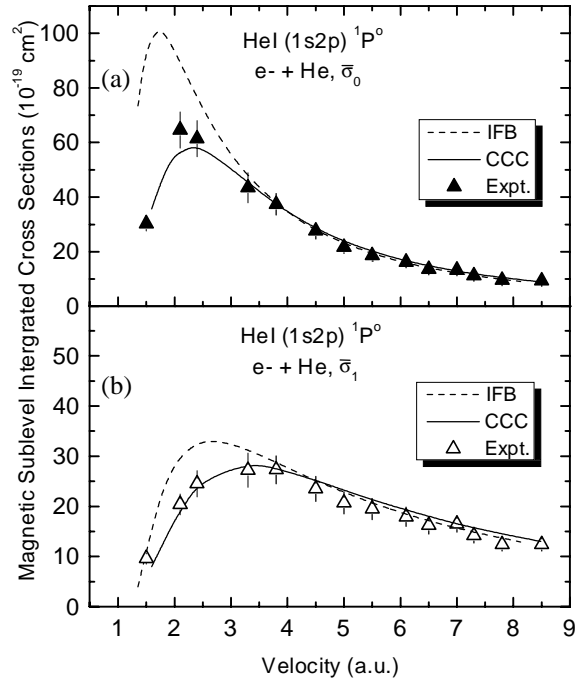 Magnetic Sublevel Intergrated Cross Sections (10⁻¹⁹ cm²)
(a)
HeI (1s2p) ¹Pᵒ
e- + He, σ̄₀
IFB
CCC
Expt.
100
80
60
40
20
0
(b)
HeI (1s2p) ¹Pᵒ
e- + He, σ̄₁
IFB
CCC
Expt.
50
40
30
20
10
0
1 2 3 4 5 6 7 8 9
Velocity (a.u.)